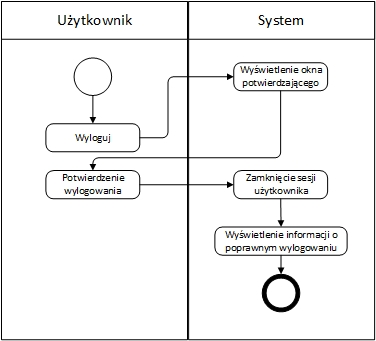 Użytkownik
System
Wyświetlenie okna
potwierdzającego
Wyloguj
Potwierdzenie
wylogowania
Zamknięcie sesji
użytkownika
Wyświetlenie informacji o
poprawnym wylogowaniu